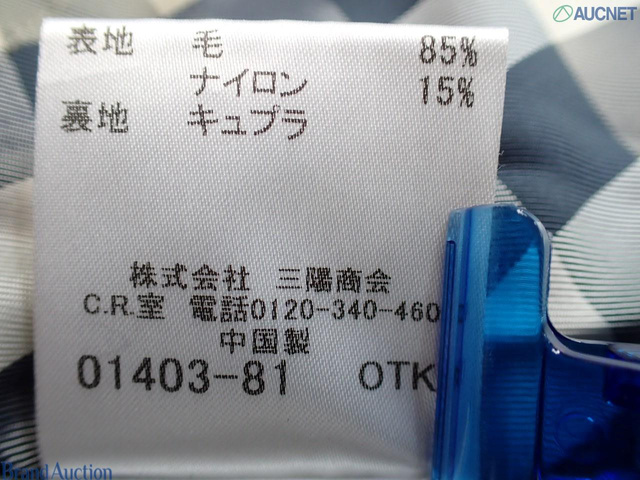 AUCNET
表地 毛 85%
ナイロン 15%
裏地 キュプラ
株式会社 三陽商会
C.R.室 電話0120-340-460
中国製
01403-81 OTK
Brand Auction